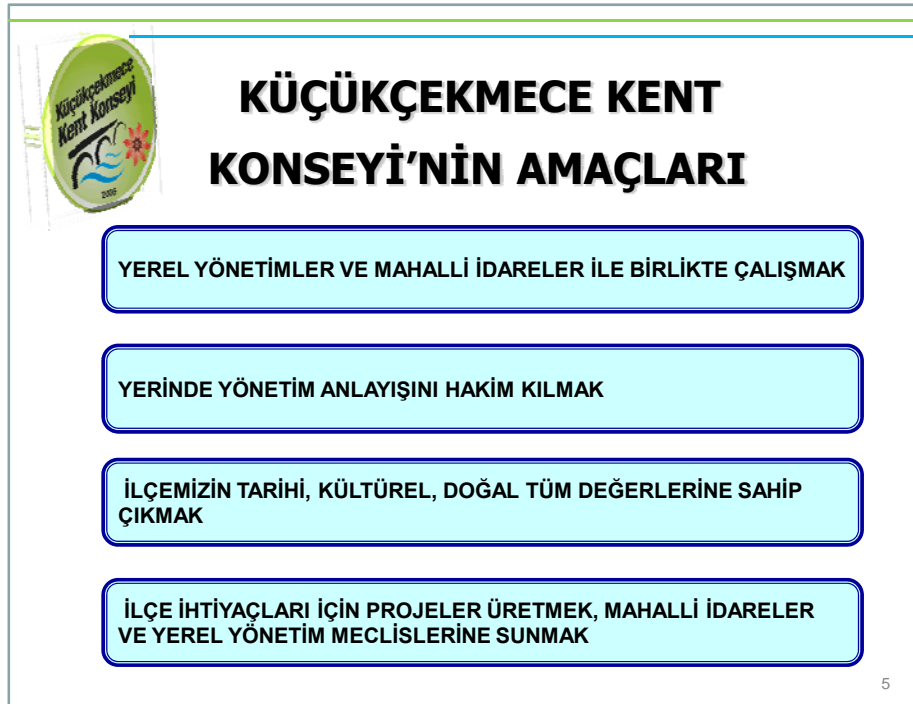 Küçükçekmece
Kent Konseyi
2006
KÜÇÜKÇEKMECE KENT
KONSEYİ’NİN AMAÇLARI
YEREL YÖNETİMLER VE MAHALLİ İDARELER İLE BİRLİKTE ÇALIŞMAK
YERİNDE YÖNETİM ANLAYIŞINI HAKİM KILMAK
İLÇEMİZİN TARİHİ, KÜLTÜREL, DOĞAL TÜM DEĞERLERİNE SAHİP
ÇIKMAK
İLÇE İHTİYAÇLARI İÇİN PROJELER ÜRETMEK, MAHALLİ İDARELER
VE YEREL YÖNETİM MECLİSLERİNE SUNMAK
5